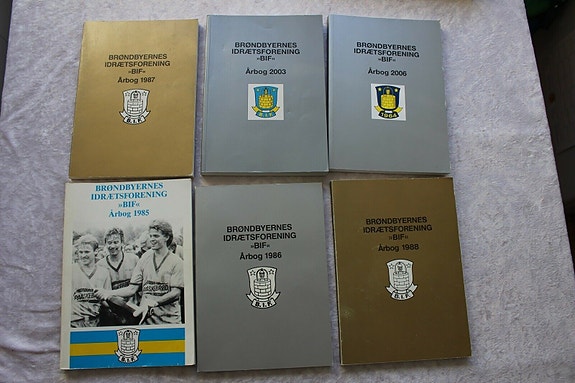 BRØNDBYERNES
IDRÆTSFORENING
»BIF«
Årbog 1987
B.I.F.
BRØNDBYERNES
IDRÆTSFORENING
»BIF«
Årbog 2003
B.I.F.
BRØNDBYERNES
IDRÆTSFORENING
»BIF«
Årbog 2006
1964
BRØNDBYERNES
IDRÆTSFORENING
»BIF«
Årbog 1985
B.I.F.
BRØNDBYERNES
IDRÆTSFORENING
»BIF«
Årbog 1986
B.I.F.
BRØNDBYERNES
IDRÆTSFORENING
»BIF«
Årbog 1988
B.I.F.